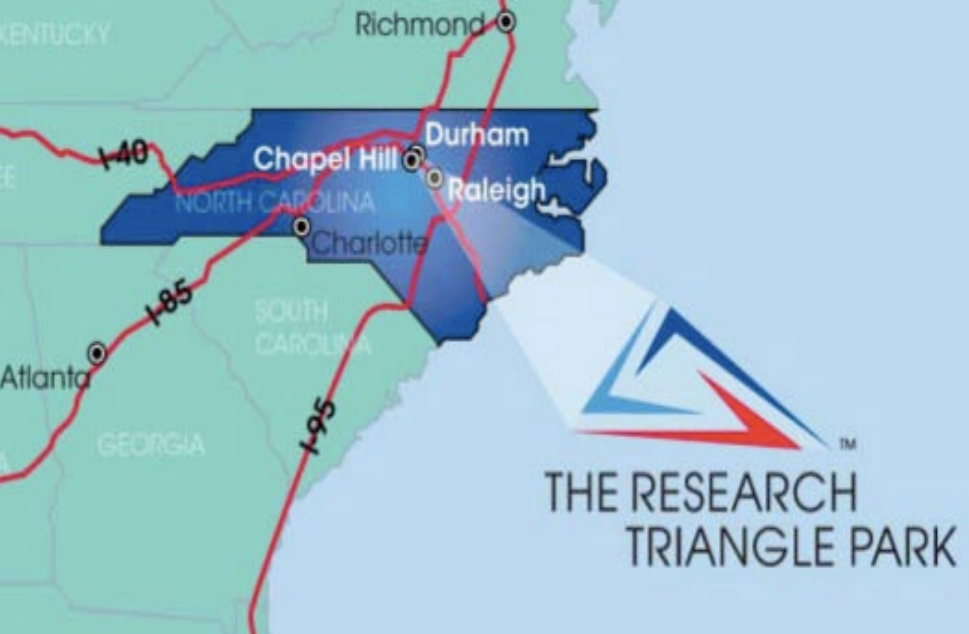 Richmond
KENTUCKY
Durham
I-40
Chapel Hill
Raleigh
NORTH CAROLINA
Charlotte
I-85
SOUTH
CAROLINA
Atlanta
I-95
GEORGIA
TM
THE RESEARCH
TRIANGLE PARK